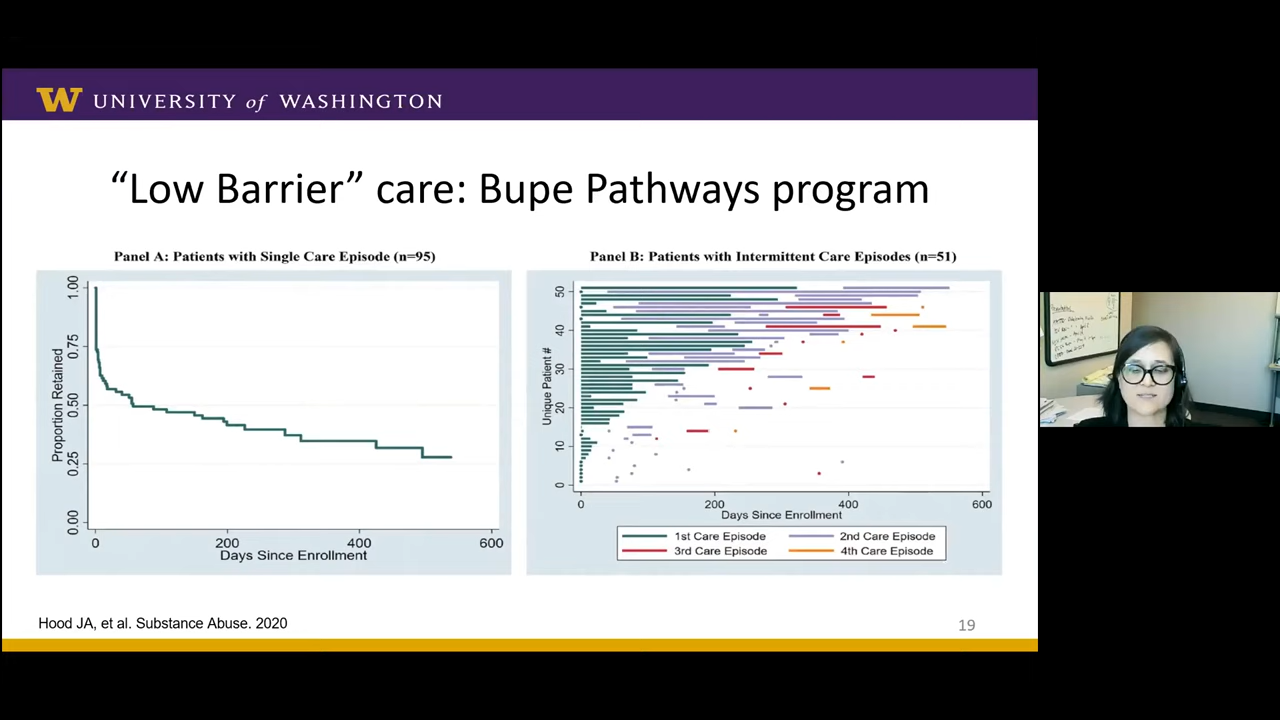 W UNIVERSITY of WASHINGTON
“Low Barrier” care: Bupe Pathways program
Panel A: Patients with Single Care Episode (n=95)
Proportion Retained
1.00
0.75
0.50
0.25
0.00
0 200 400 600
Days Since Enrollment
Panel B: Patients with Intermittent Care Episodes (n=51)
Unique Patient #
50
40
30
20
10
0
0 200 400 600
Days Since Enrollment
1st Care Episode 2nd Care Episode
3rd Care Episode 4th Care Episode
Hood JA, et al. Substance Abuse. 2020
19